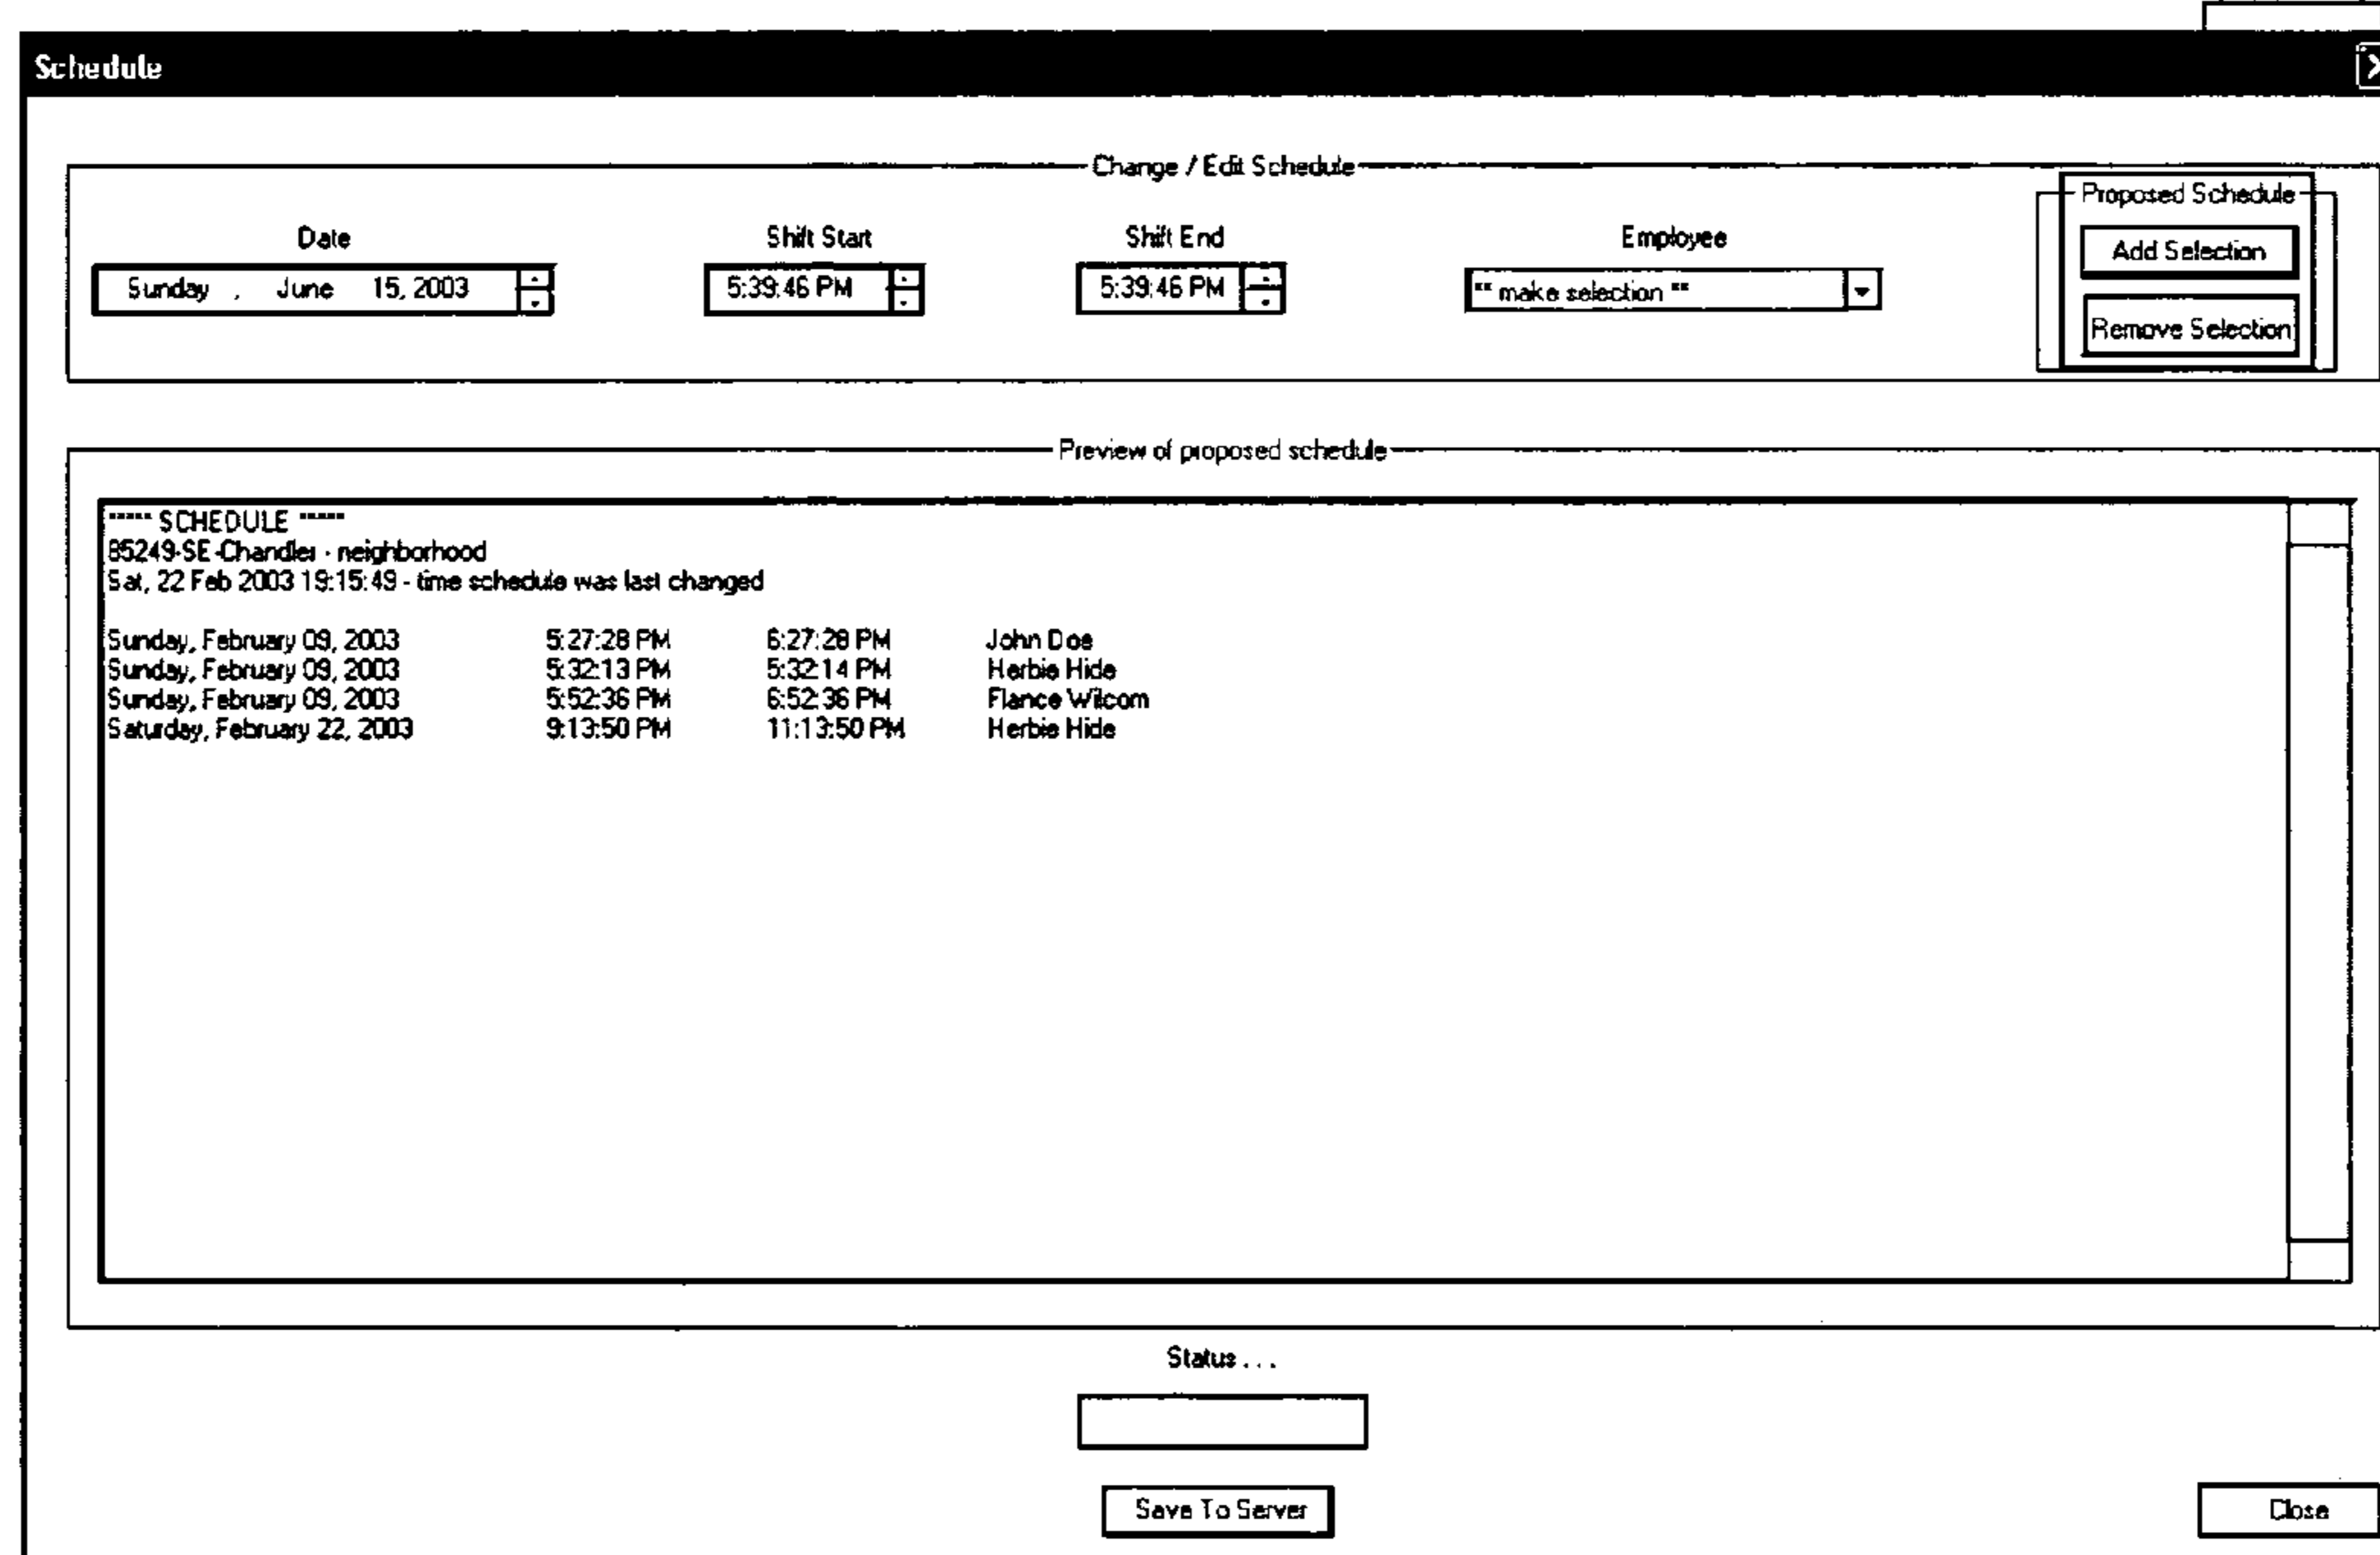 Schedule
Change / Edit Schedule
Proposed Schedule
Date Shift Start Shift End Employee
Add Selection
Sunday , June 15, 2003 5:39:46 PM 5:39:46 PM ** make selection **
Remove Selection
Preview of proposed schedule
***** SCHEDULE *****
85249-SE-Chandler - neighborhood
Sat, 22 Feb 2003 19:15:49 - time schedule was last changed
Sunday, February 09, 2003 5:27:28 PM 6:27:28 PM John Doe
Sunday, February 09, 2003 5:32:13 PM 5:32:14 PM Herbie Hide
Sunday, February 09, 2003 5:52:36 PM 6:52:36 PM Flance Wilcom
Saturday, February 22, 2003 9:13:50 PM 11:13:50 PM Herbie Hide
Status . . .
Save To Server
Close